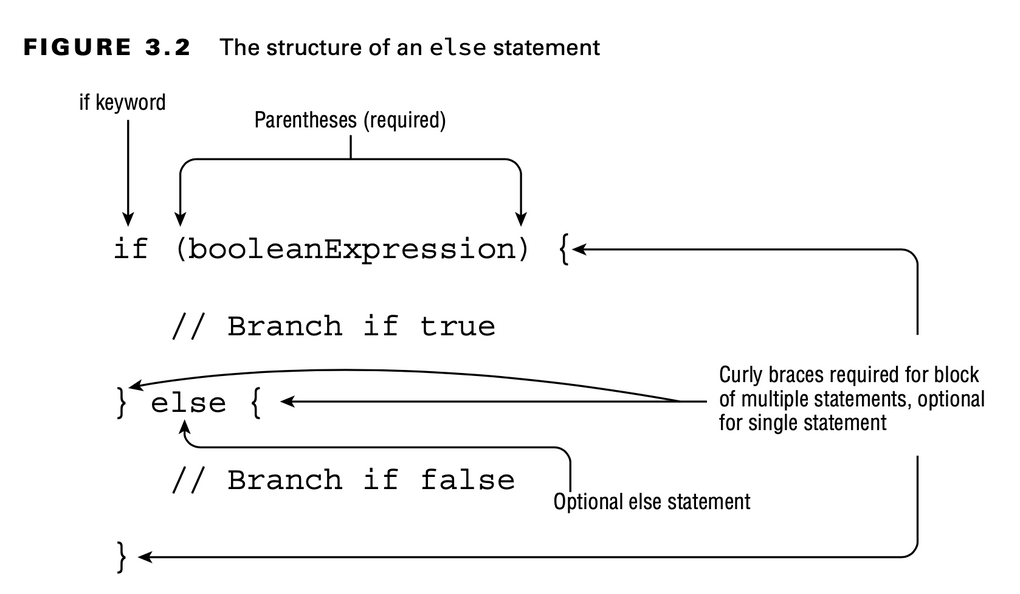 FIGURE 3.2 The structure of an else statement
if keyword
Parentheses (required)
if (booleanExpression) {
// Branch if true
Curly braces required for block
of multiple statements, optional
for single statement
} else {
// Branch if false
Optional else statement
}